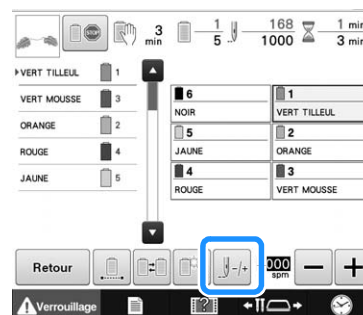 3 min
1 5
168 1000
1 min
3 min
VERT TILLEUL 1
VERT MOUSSE 3
ORANGE 2
ROUGE 4
JAUNE 5
6 NOIR
1 VERT TILLEUL
5 JAUNE
2 ORANGE
4 ROUGE
3 VERT MOUSSE
Retour
-/+
spm
Verrouillage